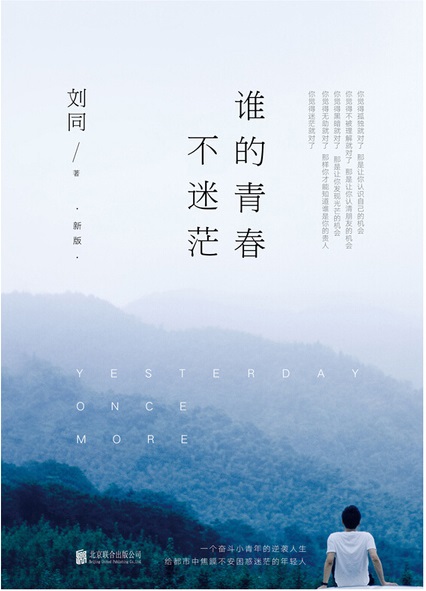 你觉得孤独就对了 那是让你认识自己的机会
你觉得不被理解就对了 那是让你认清朋友的机会
你觉得黑暗就对了 那是让你发现光芒的机会
你觉得无助就对了 那样你才能知道谁是你的贵人
你觉得迷茫就对了
谁的青春
不迷茫
刘同/著
·新版·
YESTERDAY
ONCE
MORE
一个奋斗小青年的逆袭人生
给都市中焦躁不安困惑迷茫的年轻人
北京联合出版公司
Beijing United Publishing Co.,Ltd.